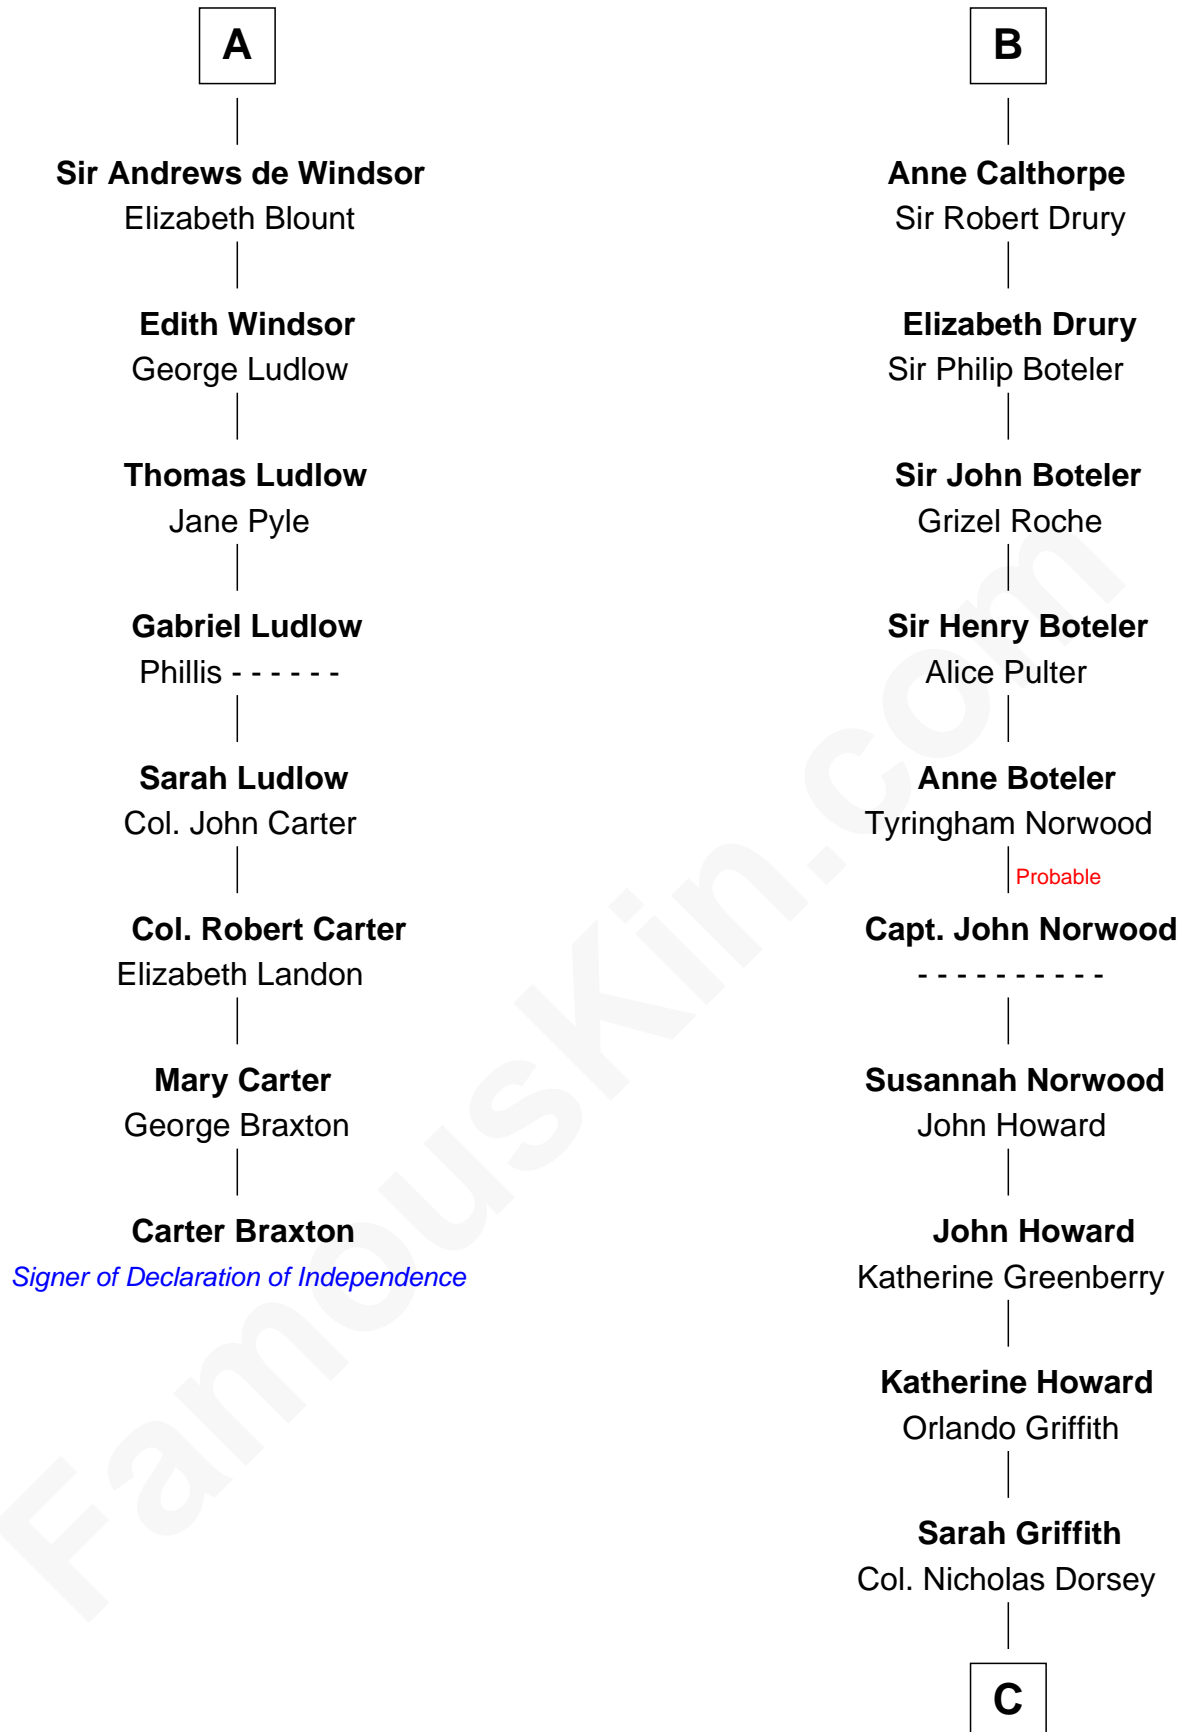 A
Sir Andrews de Windsor
Elizabeth Blount
Edith Windsor
George Ludlow
Thomas Ludlow
Jane Pyle
Gabriel Ludlow
Phillis - - - - - -
Sarah Ludlow
Col. John Carter
Col. Robert Carter
Elizabeth Landon
Mary Carter
George Braxton
Carter Braxton
Signer of Declaration of Independence
B
Anne Calthorpe
Sir Robert Drury
Elizabeth Drury
Sir Philip Boteler
Sir John Boteler
Grizel Roche
Sir Henry Boteler
Alice Pulter
Anne Boteler
Tyringham Norwood
Probable
Capt. John Norwood
- - - - - - - - - -
Susannah Norwood
John Howard
John Howard
Katherine Greenberry
Katherine Howard
Orlando Griffith
Sarah Griffith
Col. Nicholas Dorsey
C
FamousKin.com